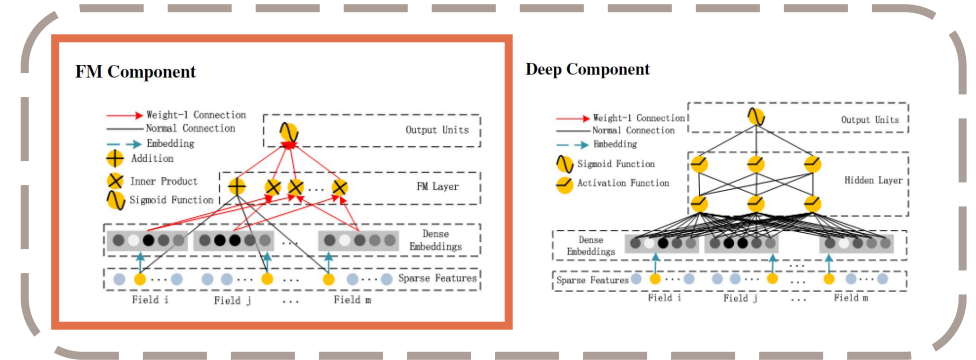 FM Component
Weight-1 Connection
Normal Connection
Embedding
Addition
Inner Product
Sigmoid Function
Output Units
FM Layer
...
Dense
Embeddings
...
Sparse Features
Field i
Field j
...
Field m
Deep Component
Weight-1 Connection
Normal Connection
Embedding
Sigmoid Function
Activation Function
Output Units
Hidden Layer
Dense
Embeddings
...
Sparse Features
Field i
Field j
...
Field m